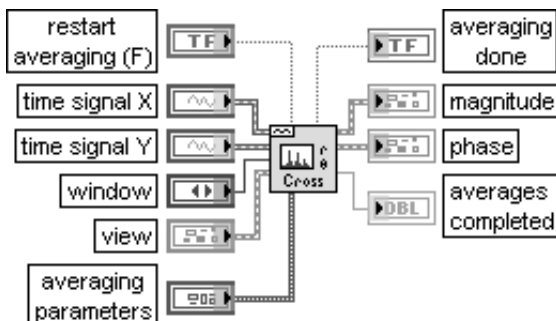 restart
averaging (F)
TF
time signal X
time signal Y
window
view
averaging
parameters
r
θ
Cross
averaging
done
TF
magnitude
phase
averages
completed
DBL